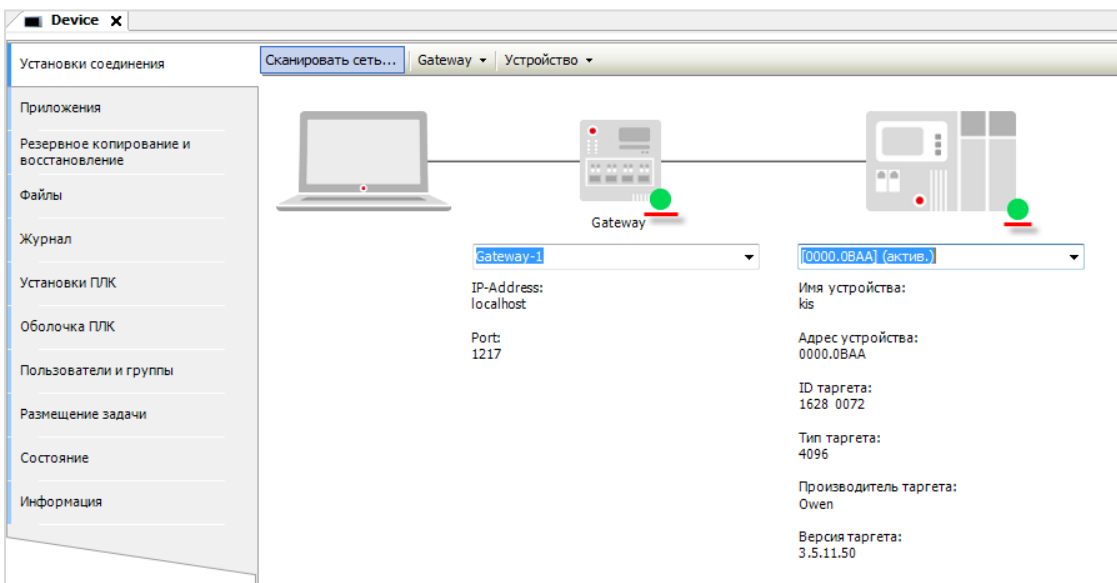 Device X
Установки соединения
Приложения
Резервное копирование и
восстановление
Файлы
Журнал
Установки ПЛК
Оболочка ПЛК
Пользователи и группы
Размещение задачи
Состояние
Информация
Сканировать сеть... Gateway Устройство
Gateway
Gateway-1
IP-Address:
localhost
Port:
1217
[0000.0BAA] (актив.)
Имя устройства:
kis
Адрес устройства:
0000.0BAA
ID таргета:
1628 0072
Тип таргета:
4096
Производитель таргета:
Owen
Версия таргета:
3.5.11.50